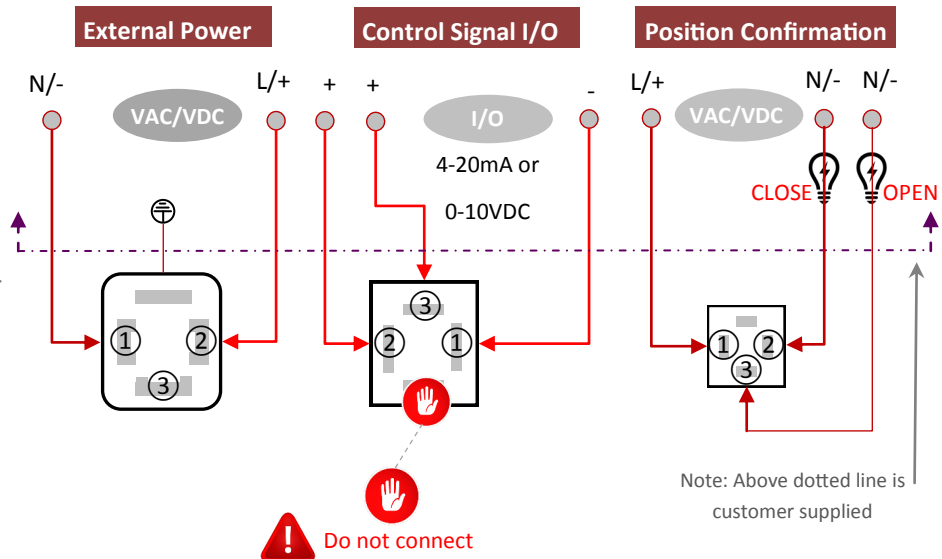 External Power
Control Signal I/O
Position Confirmation
N/- L/+ + + - L/+ N/- N/-
VAC/VDC
I/O
VAC/VDC
4-20mA or
0-10VDC
CLOSE
OPEN
1 2 3
3 2 1
1 2 3
Note: Above dotted line is
customer supplied
! Do not connect